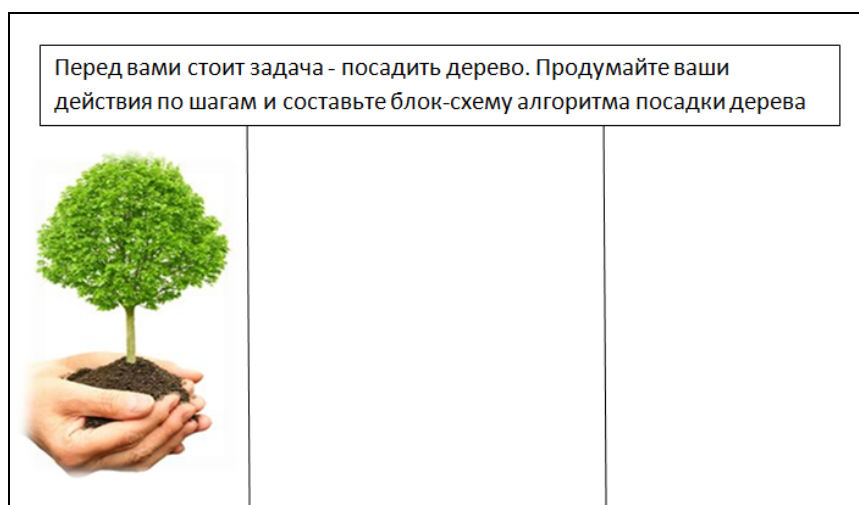 Перед вами стоит задача - посадить дерево. Продумайте ваши
действия по шагам и составьте блок-схему алгоритма посадки дерева